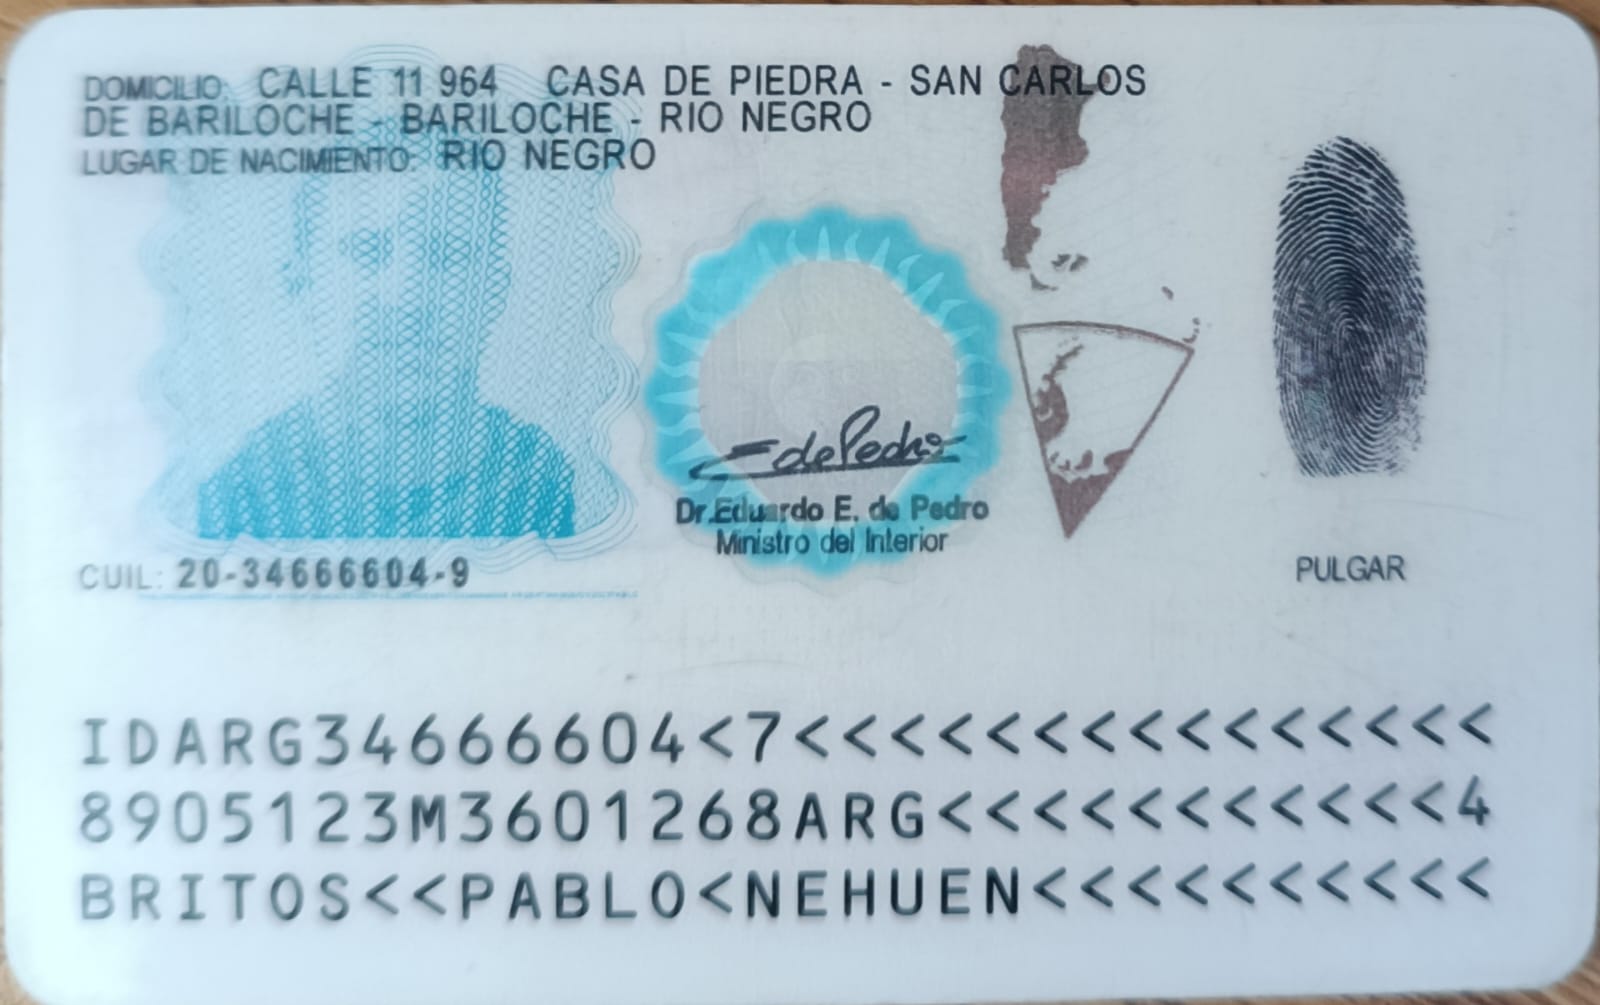 DOMICILIO: CALLE 11 964 CASA DE PIEDRA - SAN CARLOS
DE BARILOCHE - BARILOCHE - RIO NEGRO
LUGAR DE NACIMIENTO: RIO NEGRO
E de Pedro
Dr. Eduardo E. de Pedro
Ministro del Interior
CUIL: 20-34666604-9
PULGAR
IDARG34666604<7<<<<<<<<<<<<<<<
8905123M3601268ARG<<<<<<<<<<<4
BRITOS<<PABLO<NEHUEN<<<<<<<<<<